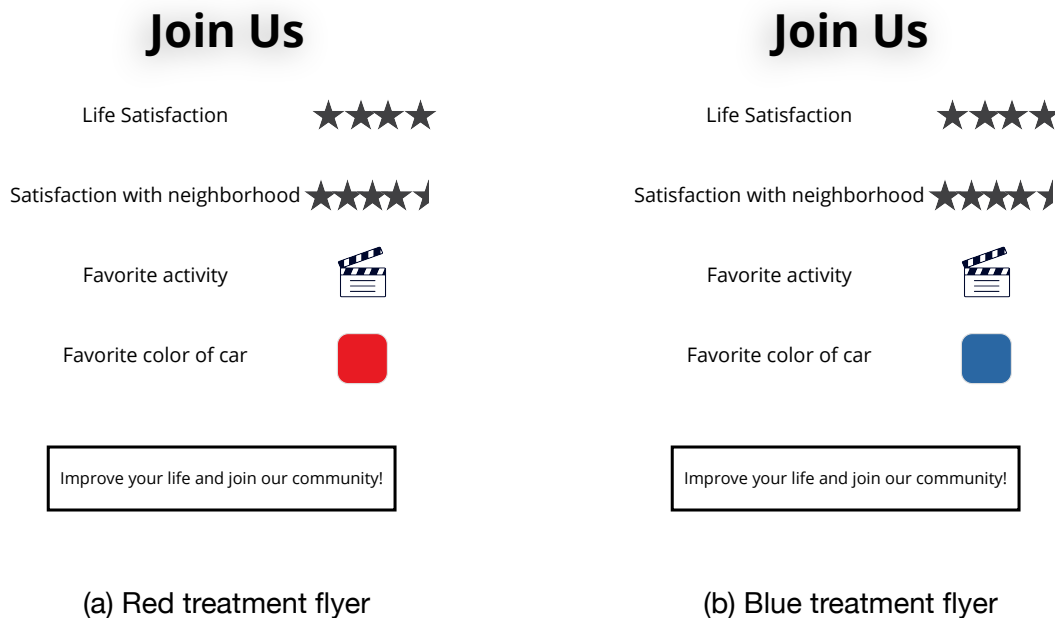 Join Us
Life Satisfaction
Satisfaction with neighborhood
Favorite activity
Favorite color of car
Improve your life and join our community!
(a) Red treatment flyer
Join Us
Life Satisfaction
Satisfaction with neighborhood
Favorite activity
Favorite color of car
Improve your life and join our community!
(b) Blue treatment flyer